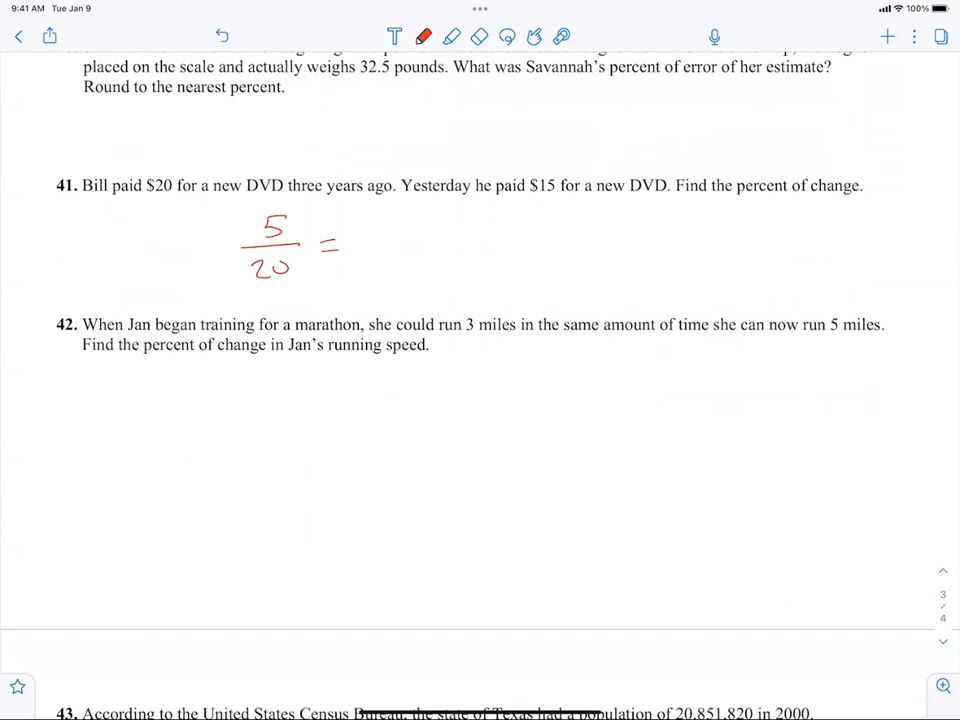 9:41 AM Tue Jan 9
100%
placed on the scale and actually weighs 32.5 pounds. What was Savannah's percent of error of her estimate?
Round to the nearest percent.
41. Bill paid $20 for a new DVD three years ago. Yesterday he paid $15 for a new DVD. Find the percent of change.
5
20 =
42. When Jan began training for a marathon, she could run 3 miles in the same amount of time she can now run 5 miles.
Find the percent of change in Jan's running speed.
3
/
4
43. According to the United States Census Bureau, the state of Texas had a population of 20,851,820 in 2000.